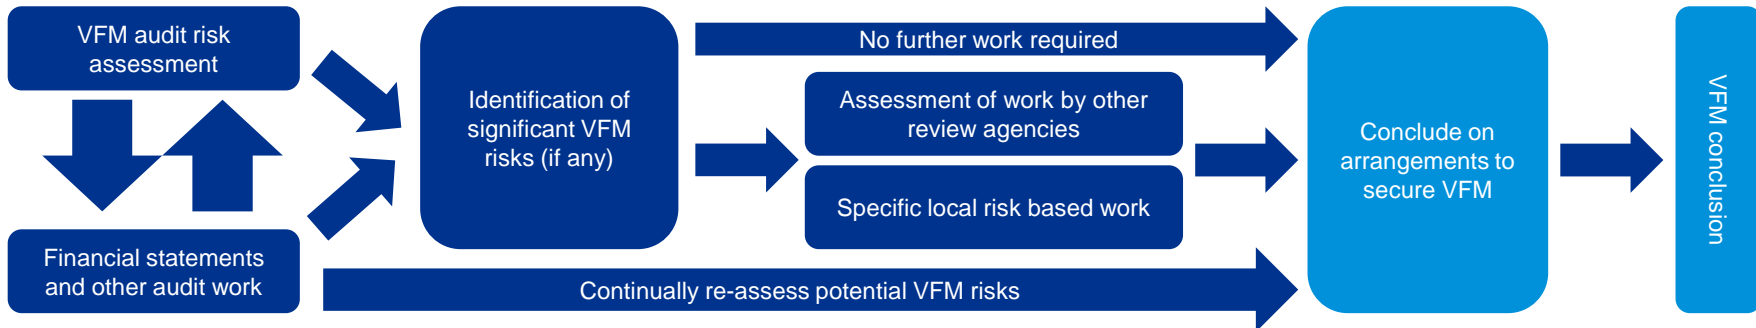 VFM audit risk
assessment
Financial statements
and other audit work
Identification of
significant VFM
risks (if any)
No further work required
Assessment of work by other
review agencies
Specific local risk based work
Continually re-assess potential VFM risks
Conclude on
arrangements to
secure VFM
VFM conclusion